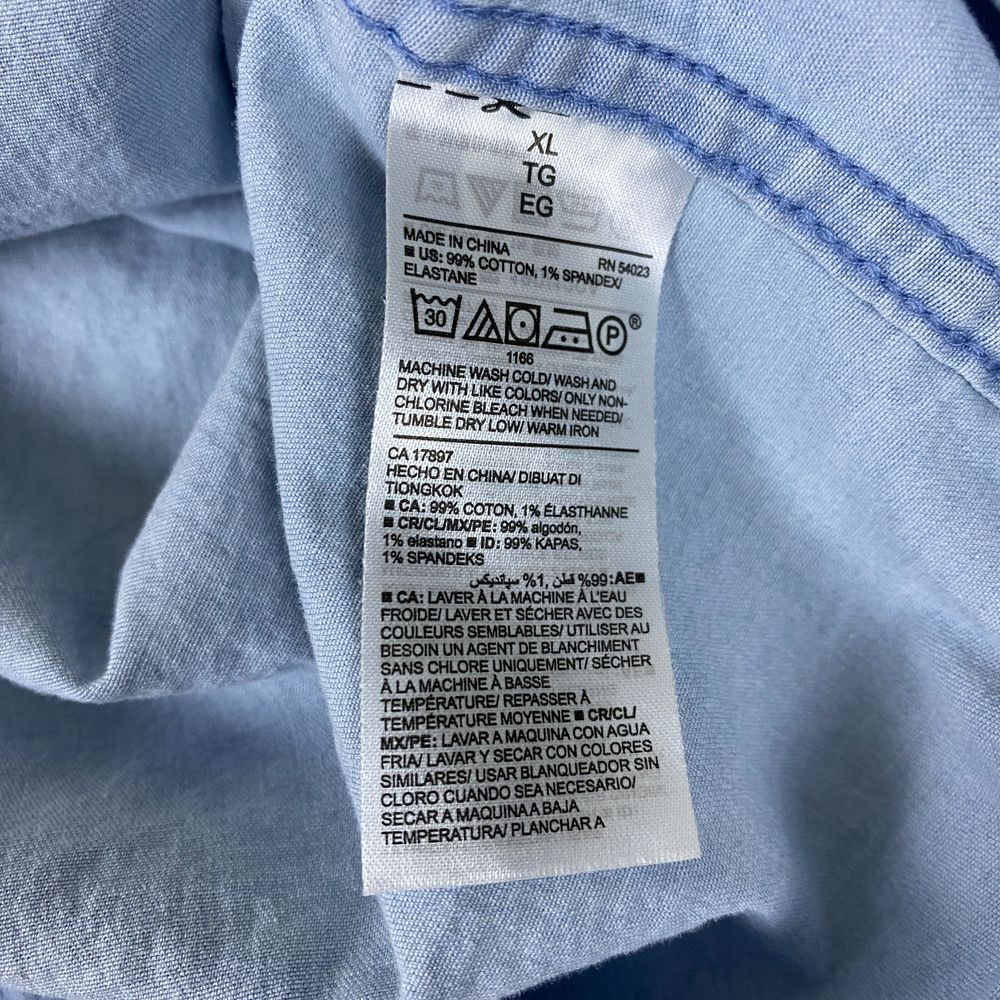 XL
TG
EG
MADE IN CHINA RN 54023
■ US: 99% COTTON, 1% SPANDEX/
ELASTANE
30 P ®
1166
MACHINE WASH COLD/ WASH AND
DRY WITH LIKE COLORS/ ONLY NON-
CHLORINE BLEACH WHEN NEEDED/
TUMBLE DRY LOW/ WARM IRON
CA 17897
HECHO EN CHINA/ DIBUAT DI
TIONGKOK
■ CA: 99% COTON, 1% ÉLASTHANNE
■ CR/CL/MX/PE: 99% algodón,
1% elastano ■ ID: 99% KAPAS,
1% SPANDEKS
■AE: 99% قطن, 1% سپاندیکس
■ CA: LAVER À LA MACHINE À L'EAU
FROIDE/ LAVER ET SÉCHER AVEC DES
COULEURS SEMBLABLES/ UTILISER AU
BESOIN UN AGENT DE BLANCHIMENT
SANS CHLORE UNIQUEMENT/ SÉCHER
À LA MACHINE À BASSE
TEMPÉRATURE/ REPASSER À
TEMPÉRATURE MOYENNE ■ CR/CL/
MX/PE: LAVAR A MAQUINA CON AGUA
FRIA/ LAVAR Y SECAR CON COLORES
SIMILARES/ USAR BLANQUEADOR SIN
CLORO CUANDO SEA NECESARIO/
SECAR A MAQUINA A BAJA
TEMPERATURA/ PLANCHAR A